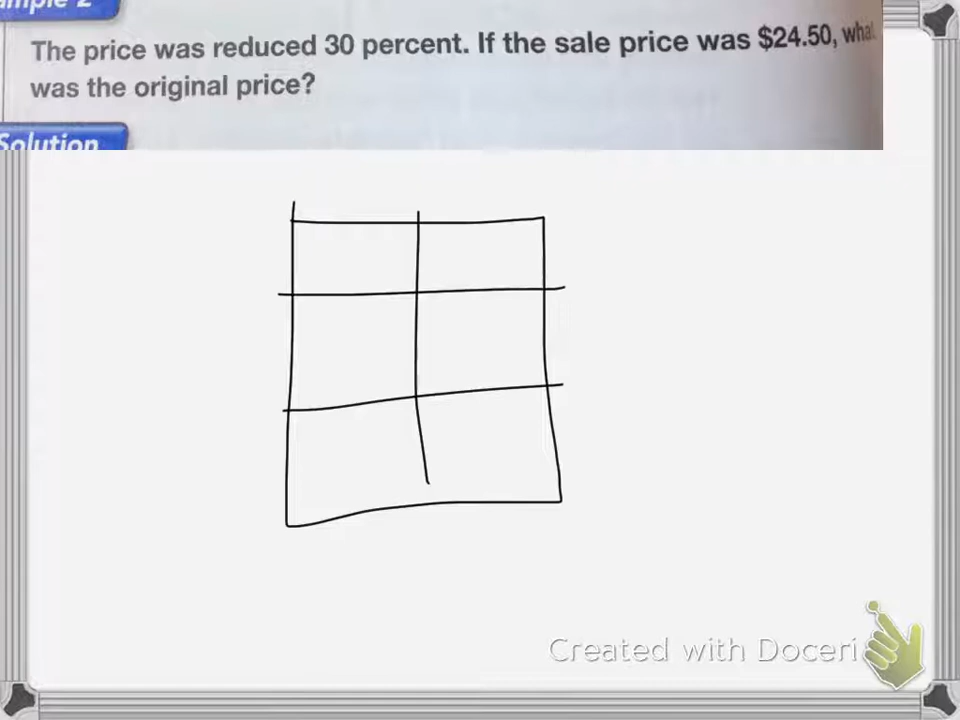 The price was reduced 30 percent. If the sale price was $24.50, what
was the original price?
Solution
Created with Doceri